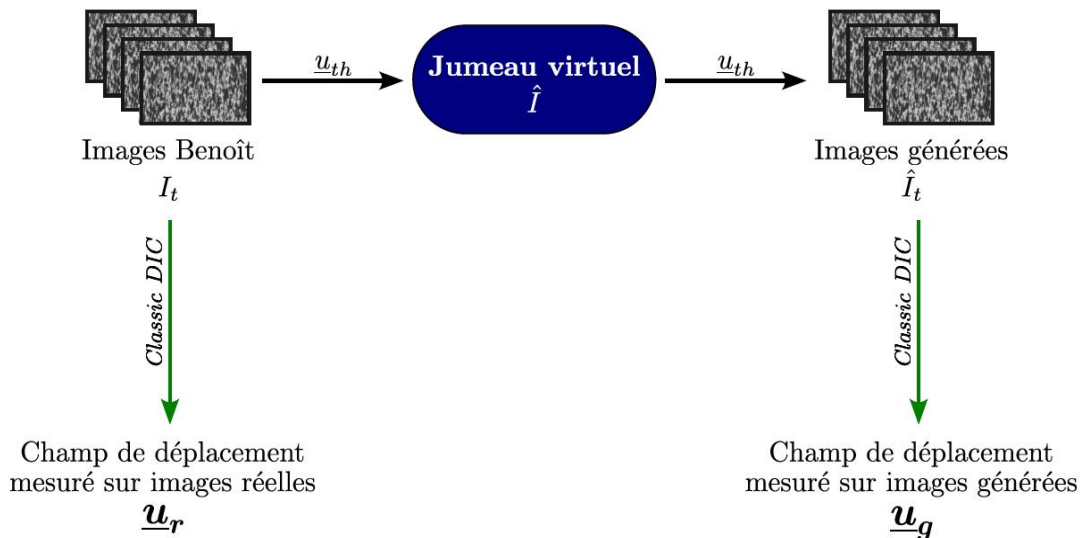 u_th
Jumeau virtuel
Î
u_th
Images Benoît
I_t
Images générées
Î_t
Classic DIC
Classic DIC
Champ de déplacement
mesuré sur images réelles
u_r
Champ de déplacement
mesuré sur images générées
u_g